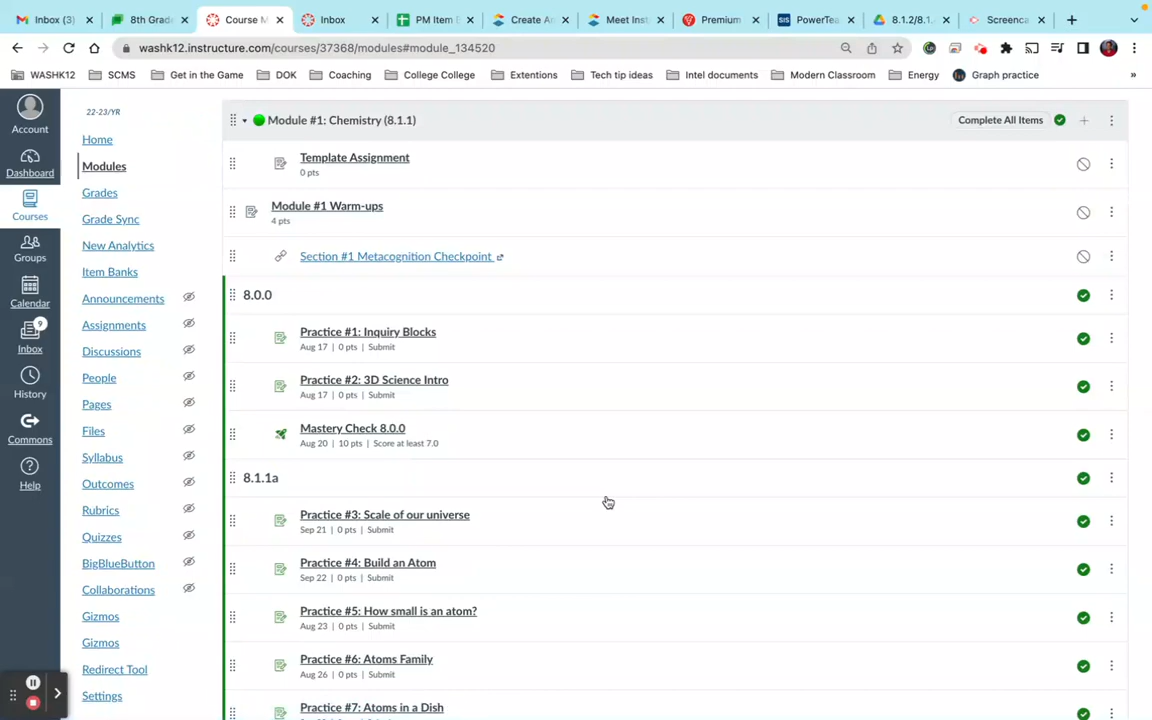 Inbox (3)
8th Grade
Course M
Inbox
PM Item
Create A
Meet Inst
Premium
PowerTea
8.1.2/8.1.
Screenca
washk12.instructure.com/courses/37368/modules#module_134520
WASHK12
SCMS
Get in the Game
DOK
Coaching
College College
Extentions
Tech tip ideas
Intel documents
Modern Classroom
Energy
Graph practice
»
Account
Dashboard
Courses
Groups
Calendar
9
Inbox
History
Commons
Help
22-23/YR
Home
Modules
Grades
Grade Sync
New Analytics
Item Banks
Announcements
Assignments
Discussions
People
Pages
Files
Syllabus
Outcomes
Rubrics
Quizzes
BigBlueButton
Collaborations
Gizmos
Gizmos
Redirect Tool
Settings
Module #1: Chemistry (8.1.1)
Complete All Items
Template Assignment
0 pts
Module #1 Warm-ups
4 pts
Section #1 Metacognition Checkpoint
8.0.0
Practice #1: Inquiry Blocks
Aug 17 | 0 pts | Submit
Practice #2: 3D Science Intro
Aug 17 | 0 pts | Submit
Mastery Check 8.0.0
Aug 20 | 10 pts | Score at least 7.0
8.1.1a
Practice #3: Scale of our universe
Sep 21 | 0 pts | Submit
Practice #4: Build an Atom
Sep 22 | 0 pts | Submit
Practice #5: How small is an atom?
Aug 23 | 0 pts | Submit
Practice #6: Atoms Family
Aug 26 | 0 pts | Submit
Practice #7: Atoms in a Dish